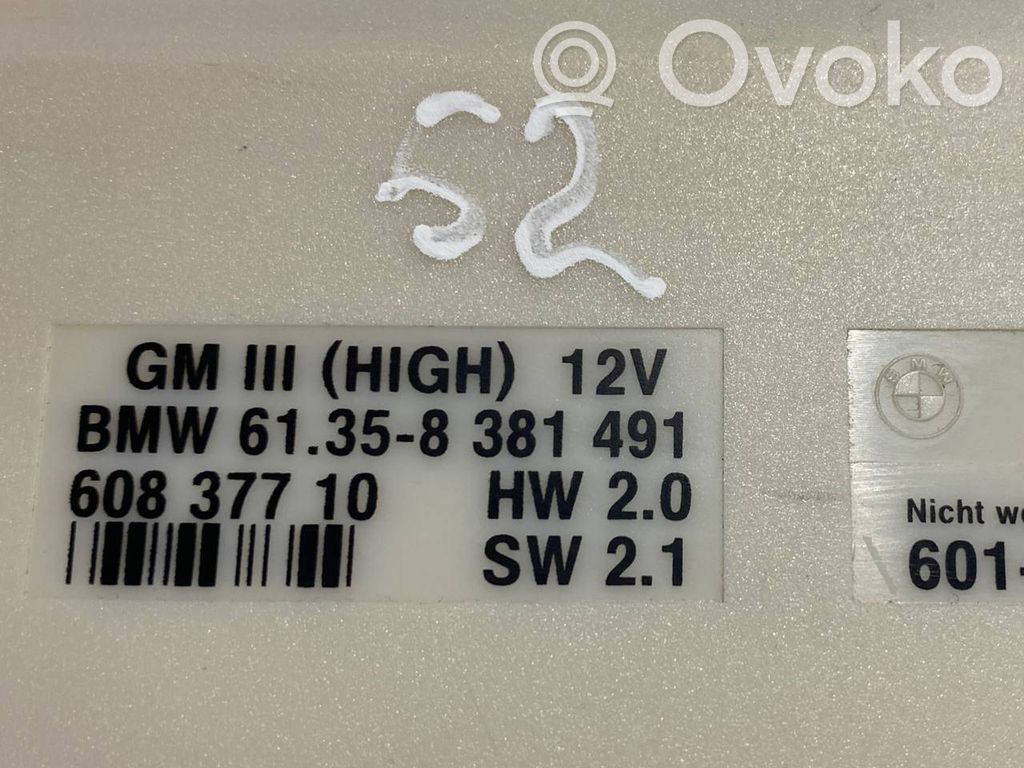 Ovoko
52
GM III (HIGH) 12V
BMW 61.35-8 381 491
608 377 10 HW 2.0
SW 2.1
BMW
Nicht
601-